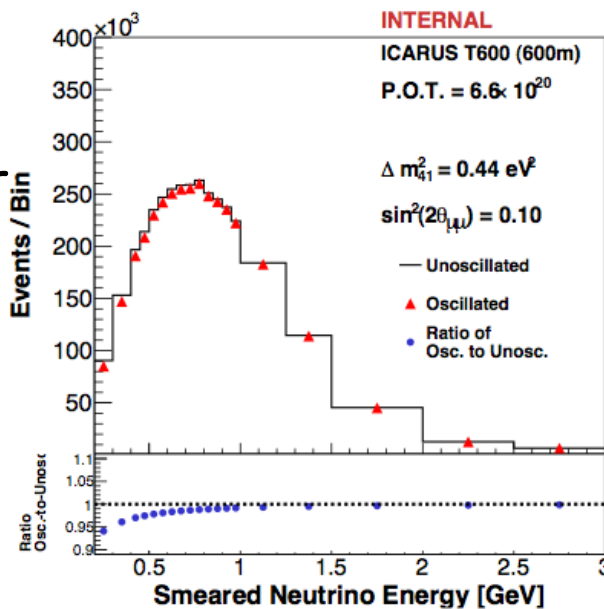 INTERNAL
×10³
ICARUS T600 (600m)
P.O.T. = 6.6× 10²⁰
Δ m²₄₁ = 0.44 eV²
sin²(2θ_μμ) = 0.10
Unoscillated
Oscillated
Ratio of
Osc. to Unosc.
Events / Bin
400
350
300
250
200
150
100
50
Ratio
Osc.-to-Unosc
1.1
1.05
1
0.95
0.9
0.5
1
1.5
2
2.5
3
Smeared Neutrino Energy [GeV]